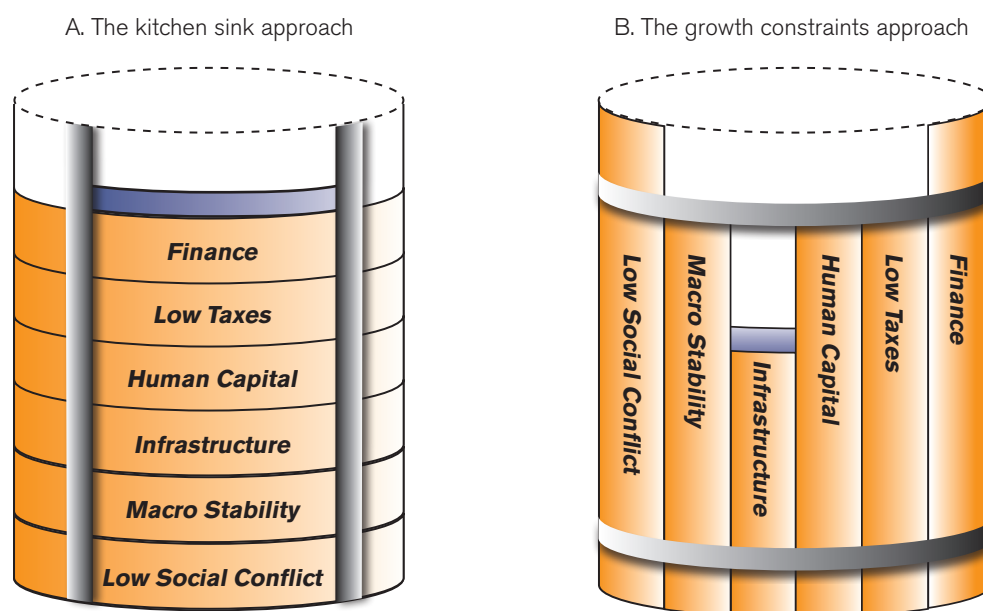 A. The kitchen sink approach
Finance
Low Taxes
Human Capital
Infrastructure
Macro Stability
Low Social Conflict
B. The growth constraints approach
Low Social Conflict
Macro Stability
Infrastructure
Human Capital
Low Taxes
Finance